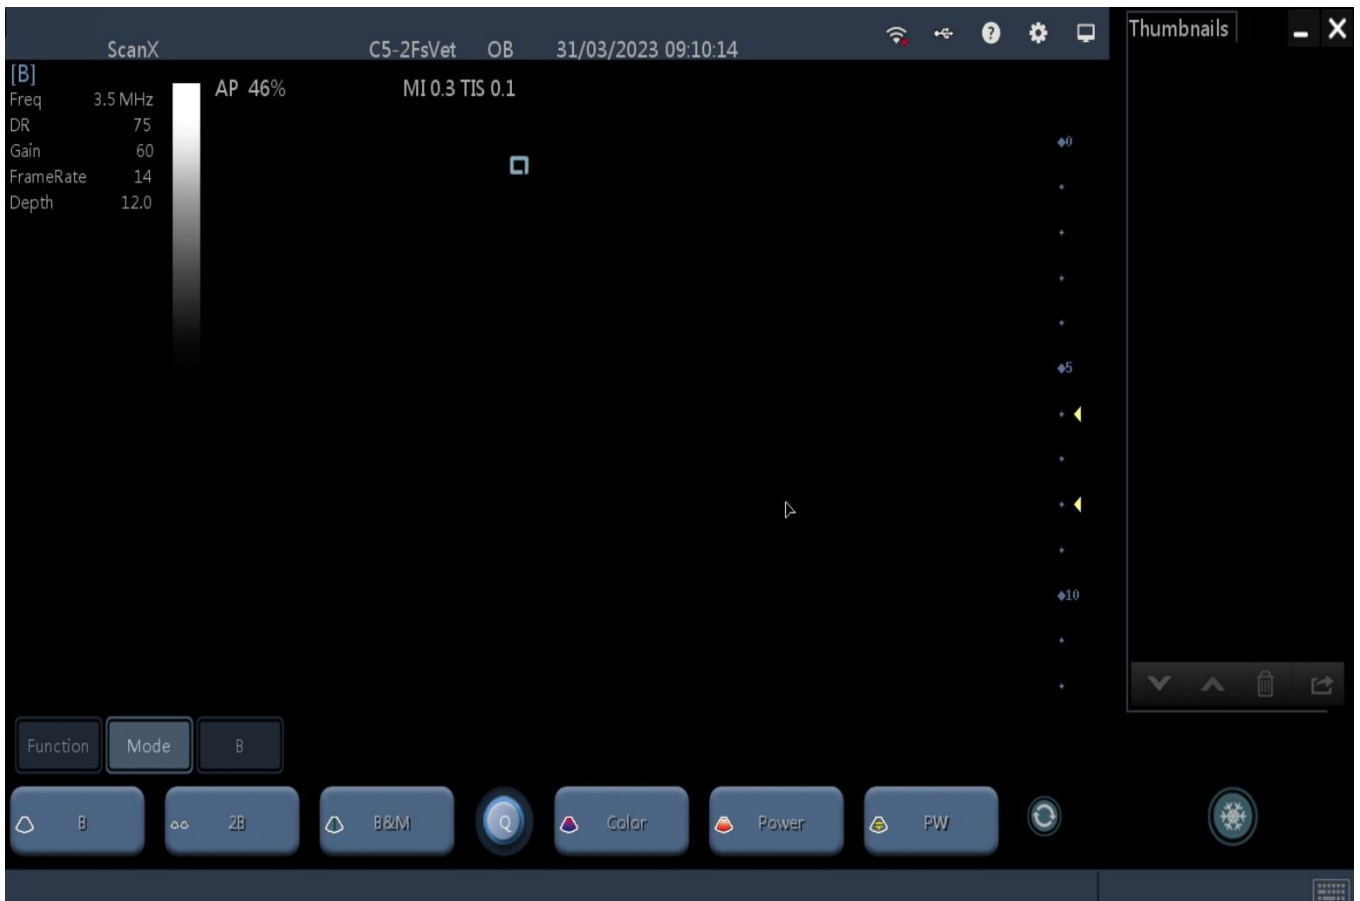 ScanX C5-2FsVet OB 31/03/2023 09:10:14
Thumbnails
[B]
Freq 3.5 MHz
DR 75
Gain 60
FrameRate 14
Depth 12.0
AP 46% MI 0.3 TIS 0.1
0
5
10
Function Mode B
B 2B B&M Q Color Power PW